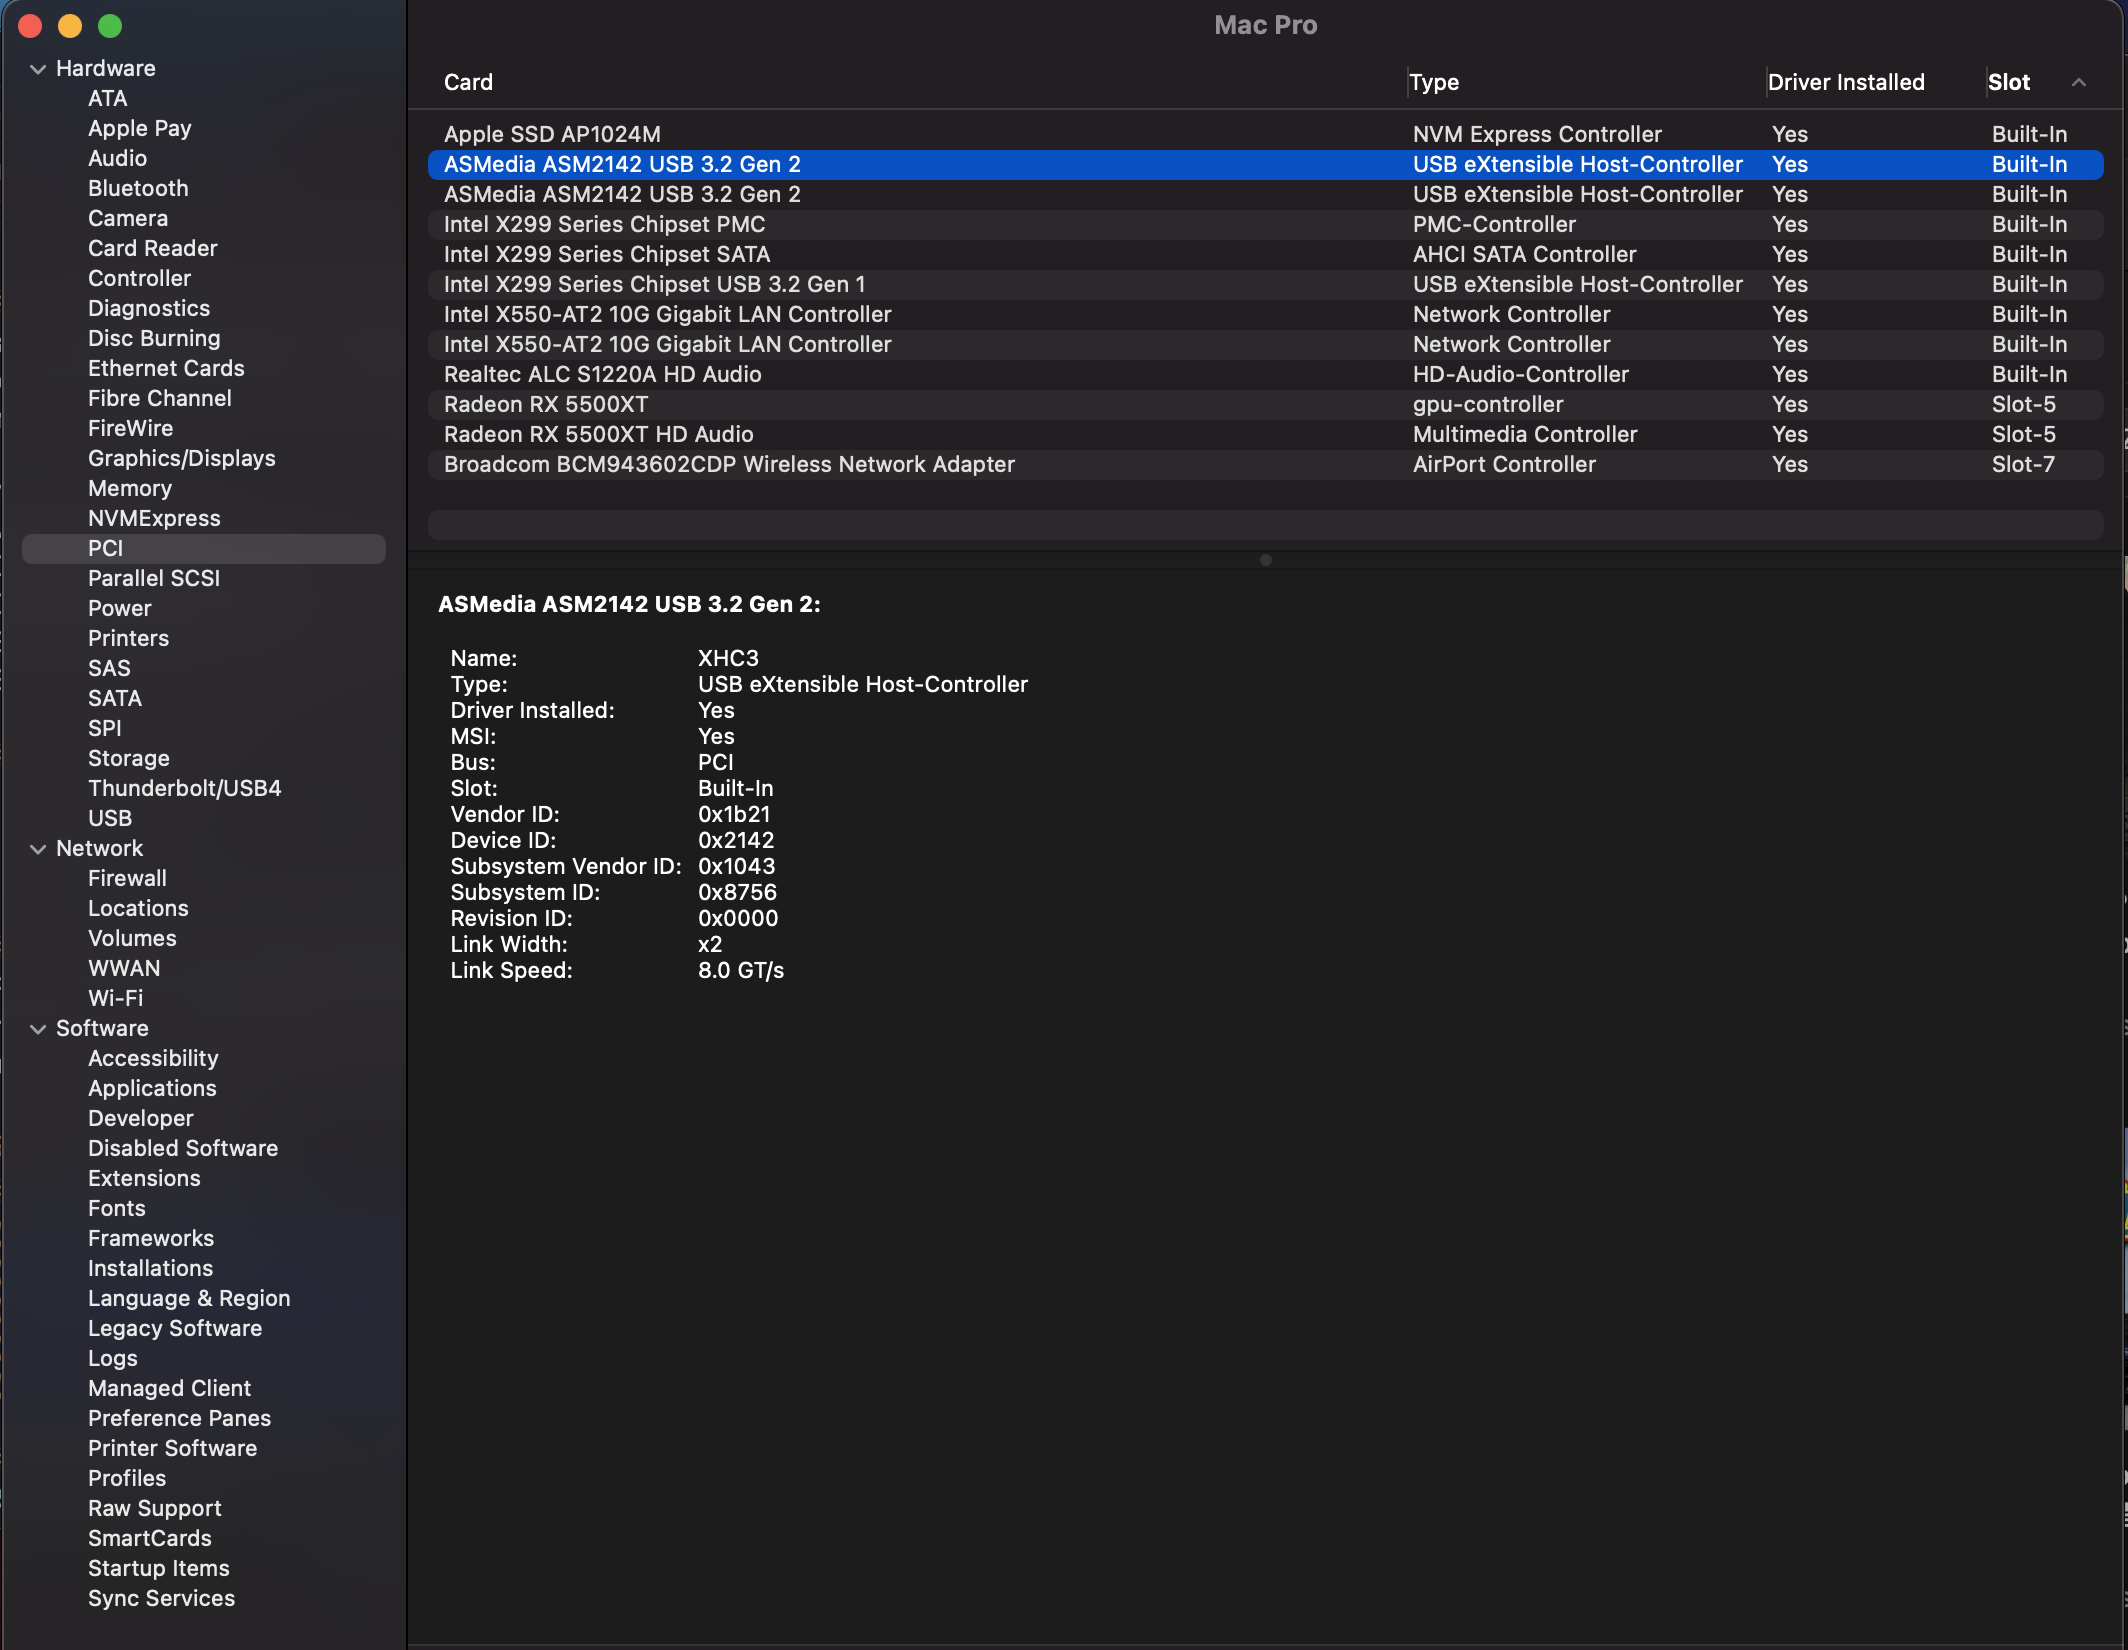 Mac Pro
Hardware
ATA
Apple Pay
Audio
Bluetooth
Camera
Card Reader
Controller
Diagnostics
Disc Burning
Ethernet Cards
Fibre Channel
FireWire
Graphics/Displays
Memory
NVMExpress
PCI
Parallel SCSI
Power
Printers
SAS
SATA
SPI
Storage
Thunderbolt/USB4
USB
Network
Firewall
Locations
Volumes
WWAN
Wi-Fi
Software
Accessibility
Applications
Developer
Disabled Software
Extensions
Fonts
Frameworks
Installations
Language & Region
Legacy Software
Logs
Managed Client
Preference Panes
Printer Software
Profiles
Raw Support
SmartCards
Startup Items
Sync Services
Card Type Driver Installed Slot
Apple SSD AP1024M NVM Express Controller Yes Built-In
ASMedia ASM2142 USB 3.2 Gen 2 USB eXtensible Host-Controller Yes Built-In
ASMedia ASM2142 USB 3.2 Gen 2 USB eXtensible Host-Controller Yes Built-In
Intel X299 Series Chipset PMC PMC-Controller Yes Built-In
Intel X299 Series Chipset SATA AHCI SATA Controller Yes Built-In
Intel X299 Series Chipset USB 3.2 Gen 1 USB eXtensible Host-Controller Yes Built-In
Intel X550-AT2 10G Gigabit LAN Controller Network Controller Yes Built-In
Intel X550-AT2 10G Gigabit LAN Controller Network Controller Yes Built-In
Realtec ALC S1220A HD Audio HD-Audio-Controller Yes Built-In
Radeon RX 5500XT gpu-controller Yes Slot-5
Radeon RX 5500XT HD Audio Multimedia Controller Yes Slot-5
Broadcom BCM943602CDP Wireless Network Adapter AirPort Controller Yes Slot-7
ASMedia ASM2142 USB 3.2 Gen 2:
Name: XHC3
Type: USB eXtensible Host-Controller
Driver Installed: Yes
MSI: Yes
Bus: PCI
Slot: Built-In
Vendor ID: 0x1b21
Device ID: 0x2142
Subsystem Vendor ID: 0x1043
Subsystem ID: 0x8756
Revision ID: 0x0000
Link Width: x2
Link Speed: 8.0 GT/s